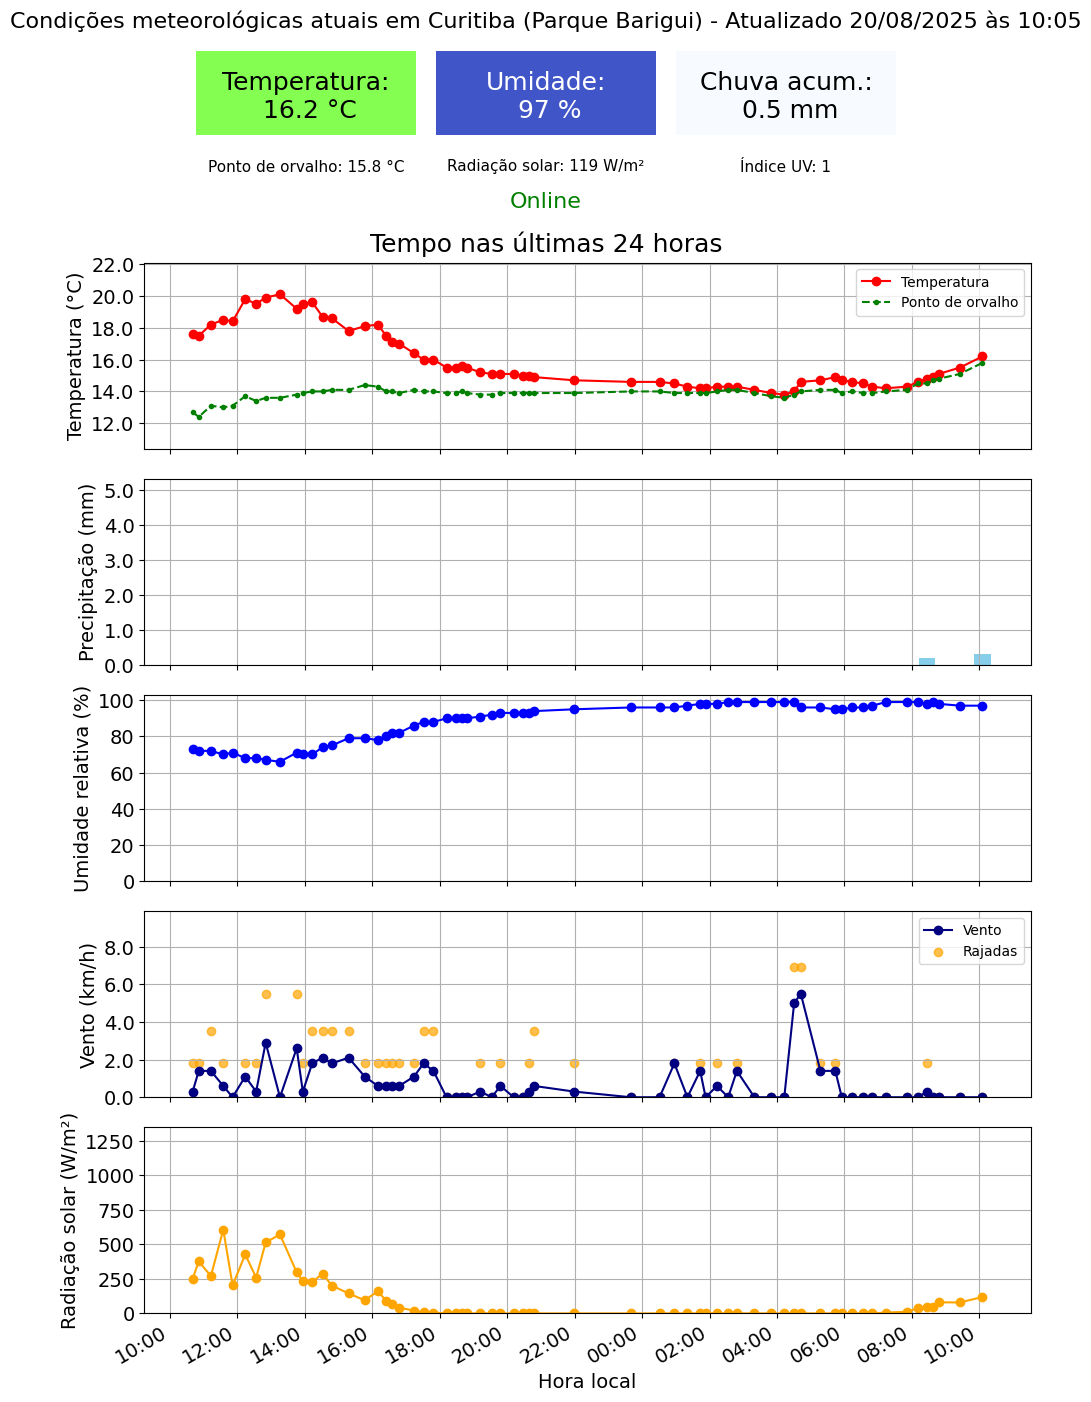 Condições meteorológicas atuais em Curitiba (Parque Barigui) - Atualizado 20/08/2025 às 10:05
Temperatura:
16.2 °C
Umidade:
97 %
Chuva acum.:
0.5 mm
Ponto de orvalho: 15.8 °C
Radiação solar: 119 W/m²
Índice UV: 1
Online
Tempo nas últimas 24 horas
Temperatura (°C)
22.0
20.0
18.0
16.0
14.0
12.0
Temperatura
Ponto de orvalho
Precipitação (mm)
5.0
4.0
3.0
2.0
1.0
0.0
Umidade relativa (%)
100
80
60
40
20
0
Vento (km/h)
8.0
6.0
4.0
2.0
0.0
Vento
Rajadas
Radiação solar (W/m²)
1250
1000
750
500
250
0
10:00
12:00
14:00
16:00
18:00
20:00
22:00
00:00
02:00
04:00
06:00
08:00
10:00
Hora local